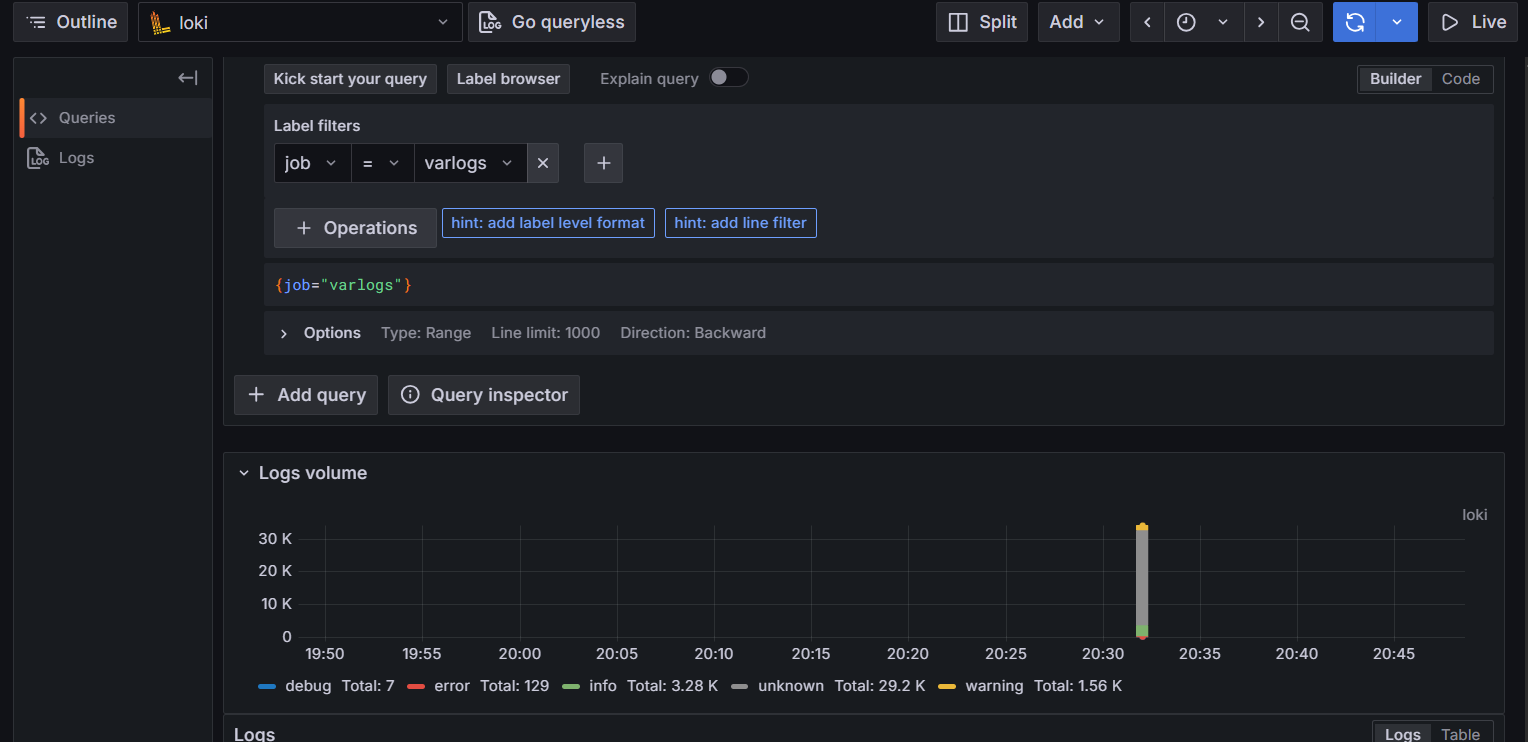 Outline loki LOG Go queryless Split Add Live
Kick start your query Label browser Explain query Builder Code
Queries
Label filters
LOG Logs
job = varlogs
+ Operations hint: add label level format hint: add line filter
{job="varlogs"}
Options Type: Range Line limit: 1000 Direction: Backward
+ Add query Query inspector
Logs volume
loki
30 K
20 K
10 K
0
19:50 19:55 20:00 20:05 20:10 20:15 20:20 20:25 20:30 20:35 20:40 20:45
debug Total: 7 error Total: 129 info Total: 3.28 K unknown Total: 29.2 K warning Total: 1.56 K
Logs Logs Table